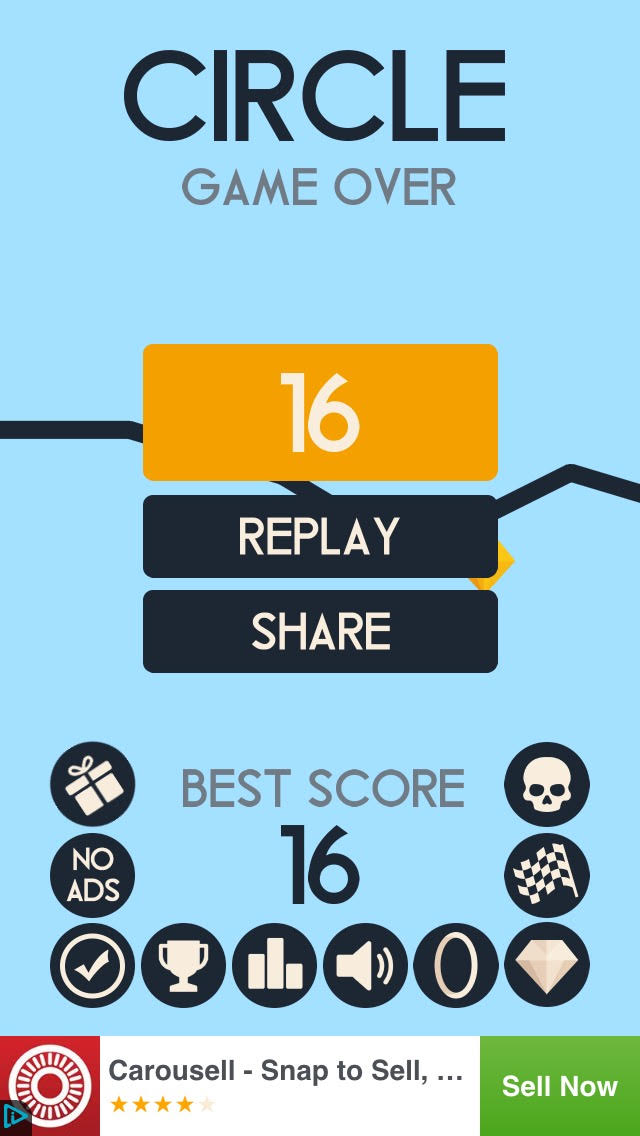 CIRCLE
GAME OVER
16
REPLAY
SHARE
BEST SCORE
16
NO
ADS
Carousell - Snap to Sell, ...
Sell Now